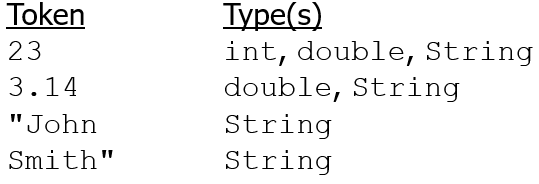 Token Type(s)
23 int, double, String
3.14 double, String
"John String
Smith" String